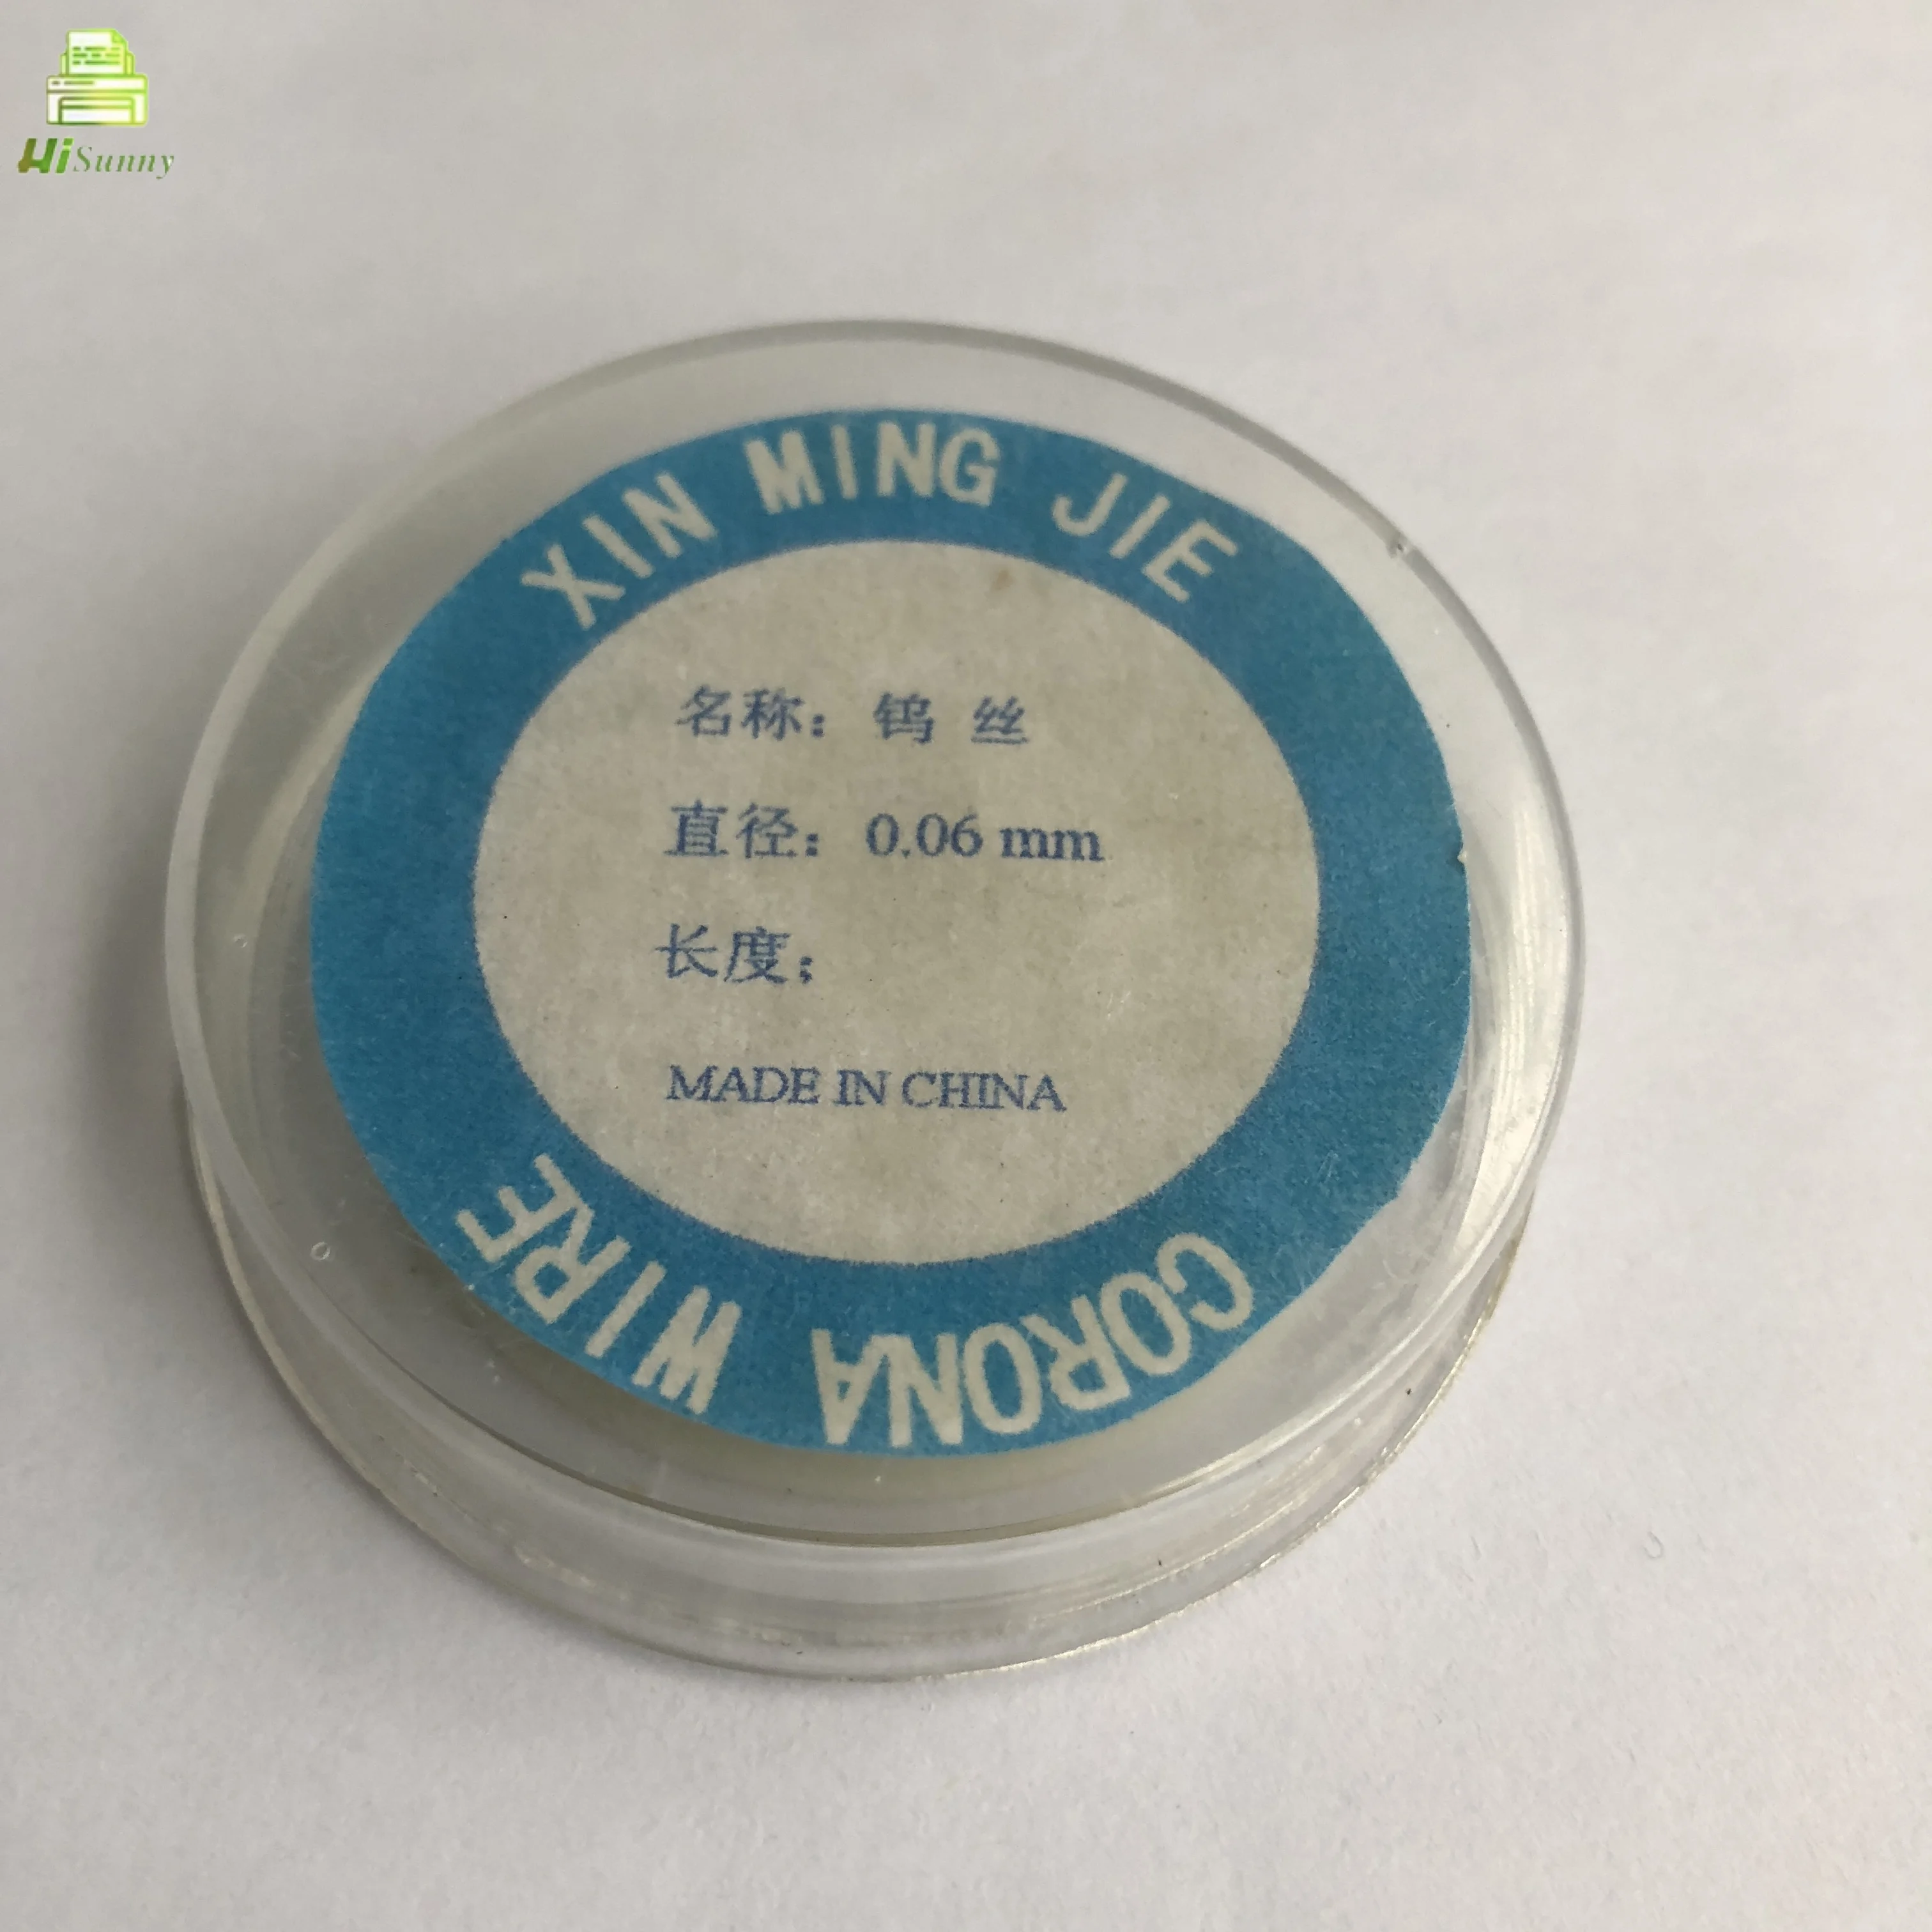 HiSunny
XIN MING JIE
名称：钨 丝
直径：0.06 mm
长度；
MADE IN CHINA
CORONA WIRE